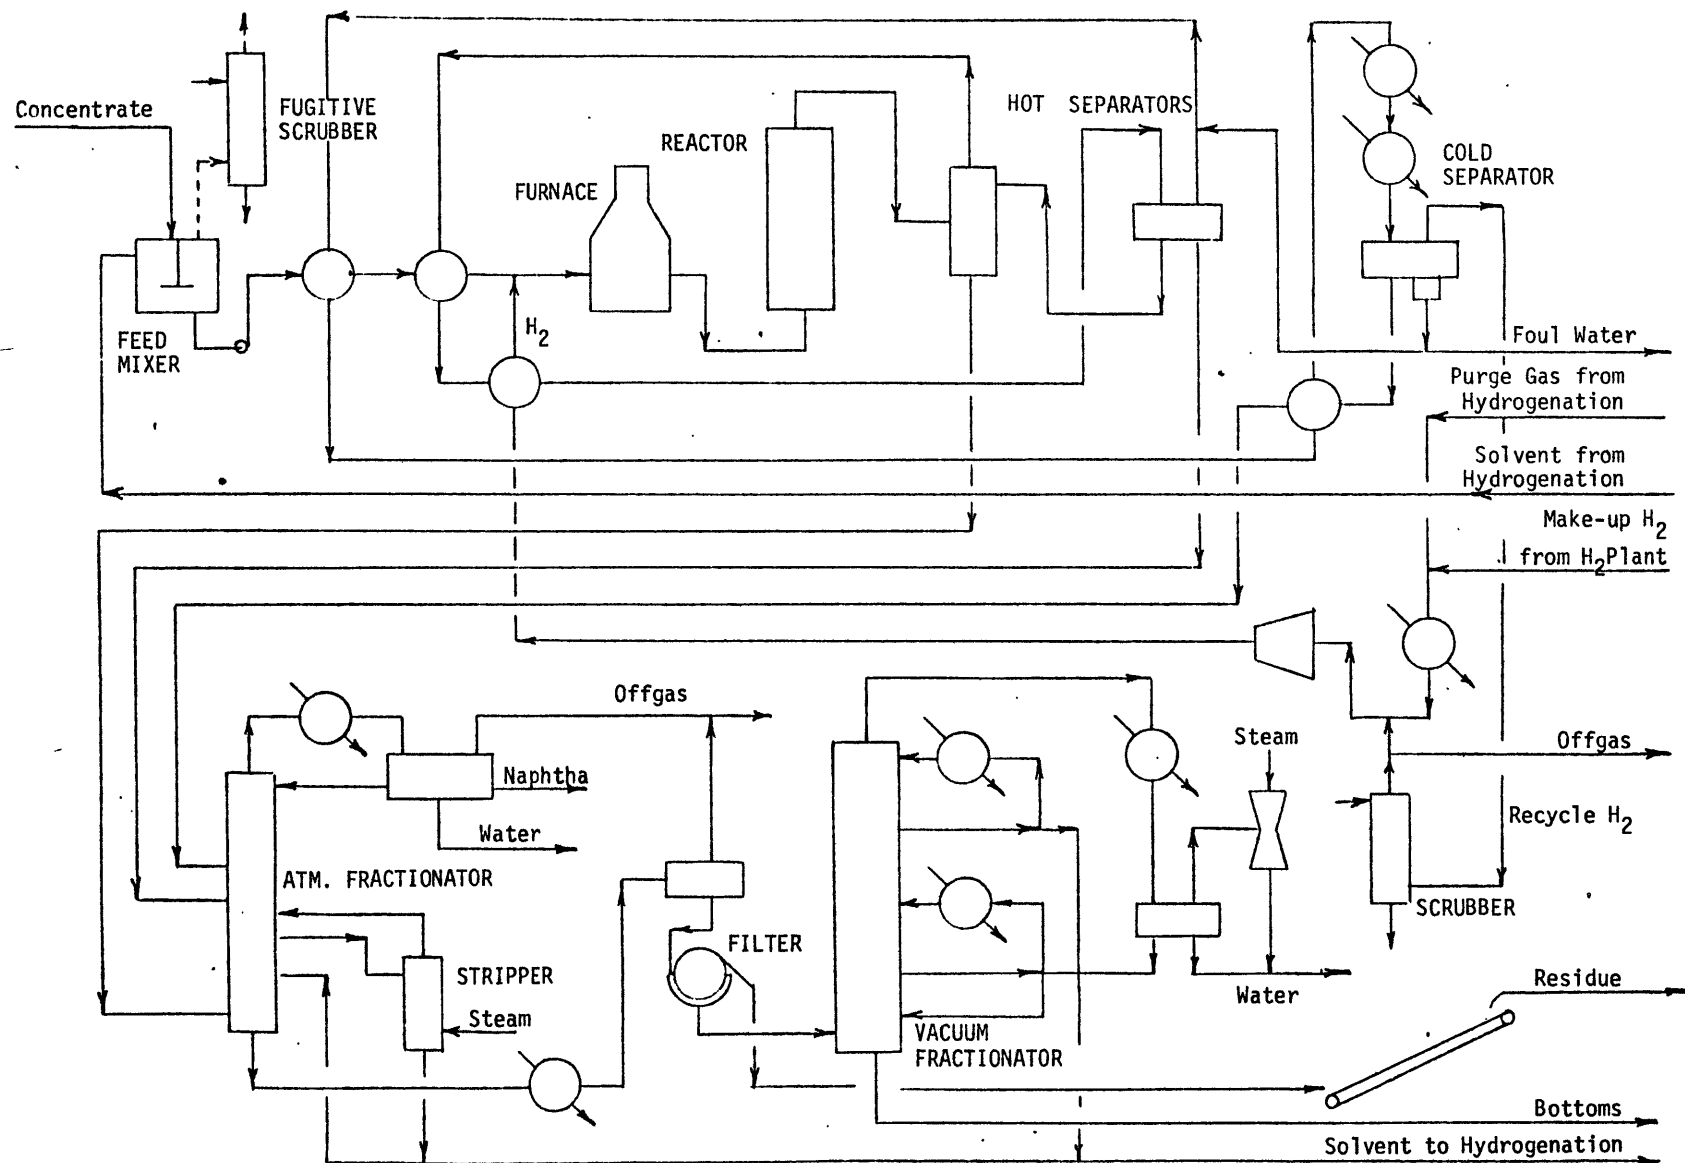 Concentrate
FUGITIVE
SCRUBBER
HOT SEPARATORS
REACTOR
FURNACE
COLD
SEPARATOR
FEED
MIXER
H2
Foul Water
Purge Gas from
Hydrogenation
Solvent from
Hydrogenation
Make-up H2
from H2Plant
Offgas
Naphtha
Water
ATM. FRACTIONATOR
STRIPPER
Steam
FILTER
Steam
Offgas
Recycle H2
SCRUBBER
Water
VACUUM
FRACTIONATOR
Residue
Bottoms
Solvent to Hydrogenation